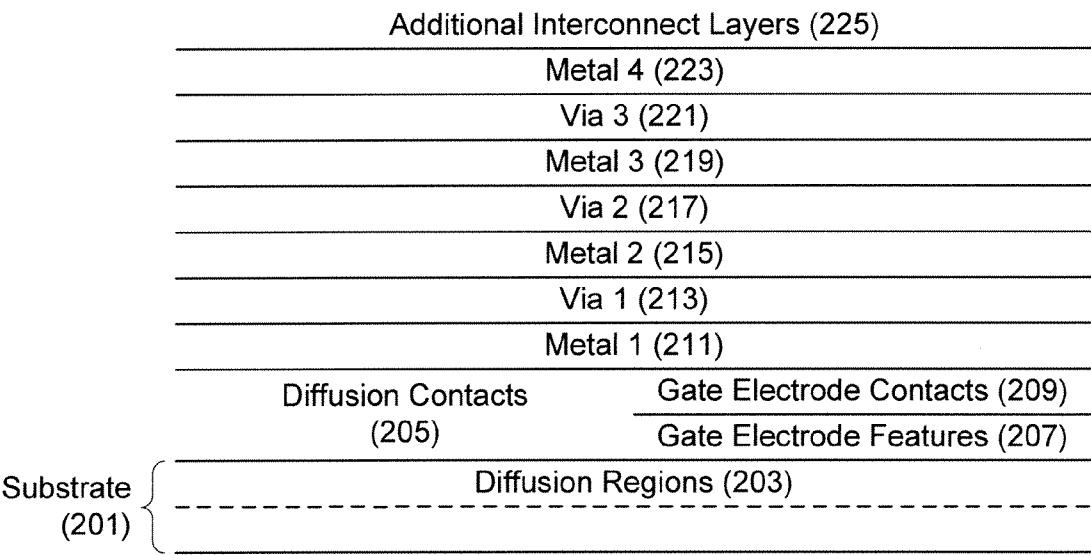 Additional Interconnect Layers (225)
Metal 4 (223)
Via 3 (221)
Metal 3 (219)
Via 2 (217)
Metal 2 (215)
Via 1 (213)
Metal 1 (211)
Diffusion Contacts
(205)
Gate Electrode Contacts (209)
Gate Electrode Features (207)
Substrate
(201)
Diffusion Regions (203)